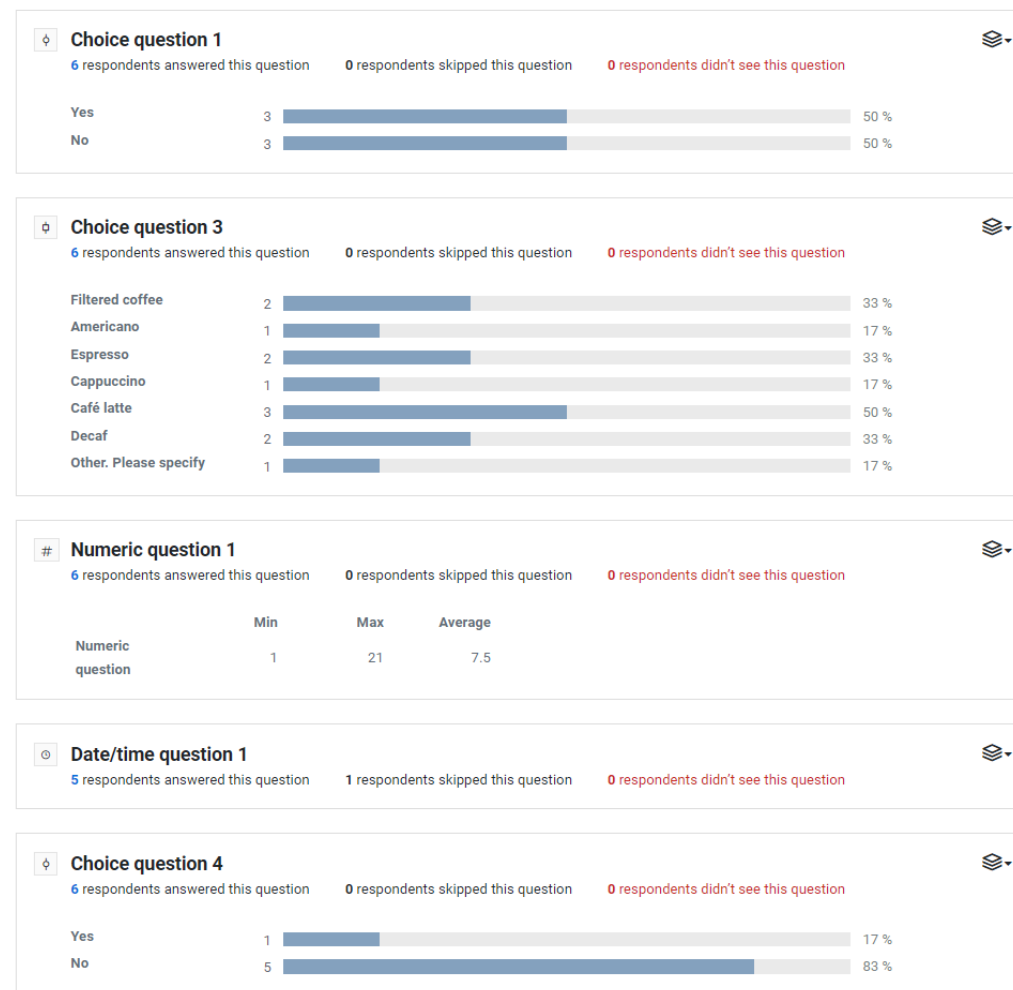 Choice question 1
6 respondents answered this question 0 respondents skipped this question 0 respondents didn't see this question
Yes 3 50 %
No 3 50 %
Choice question 3
6 respondents answered this question 0 respondents skipped this question 0 respondents didn't see this question
Filtered coffee 2 33 %
Americano 1 17 %
Espresso 2 33 %
Cappuccino 1 17 %
Café latte 3 50 %
Decaf 2 33 %
Other. Please specify 1 17 %
# Numeric question 1
6 respondents answered this question 0 respondents skipped this question 0 respondents didn't see this question
Min Max Average
Numeric
question 1 21 7.5
Date/time question 1
5 respondents answered this question 1 respondents skipped this question 0 respondents didn't see this question
Choice question 4
6 respondents answered this question 0 respondents skipped this question 0 respondents didn't see this question
Yes 1 17 %
No 5 83 %